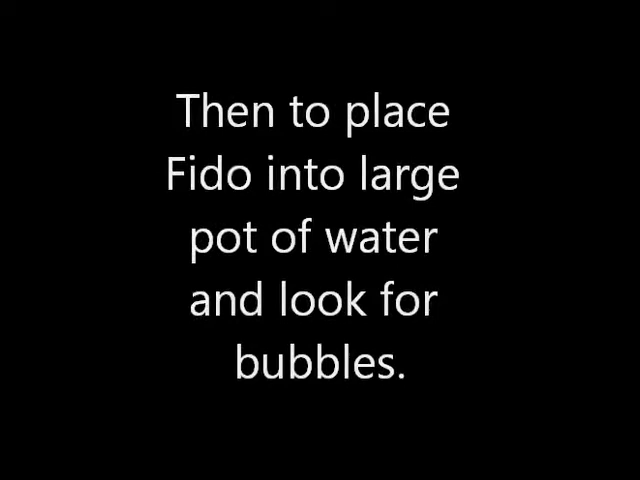 Then to place
Fido into large
pot of water
and look for
bubbles.